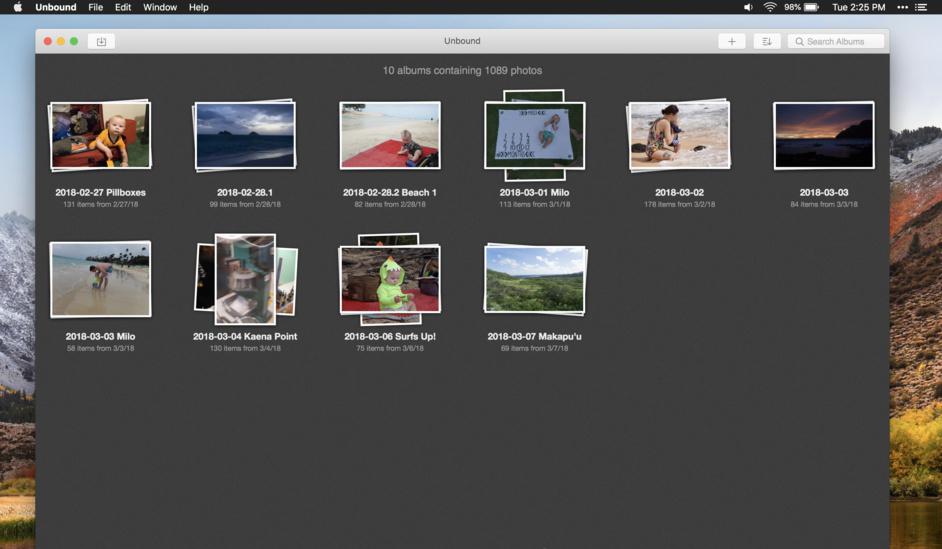 Unbound File Edit Window Help 98% Tue 2:25 PM
Unbound
Search Albums
10 albums containing 1089 photos
2018-02-27 Pillboxes
131 items from 2/27/18
2018-02-28.1
99 items from 2/28/18
2018-02-28.2 Beach 1
82 items from 2/28/18
2018-03-01 Milo
113 items from 3/1/18
2018-03-02
178 items from 3/2/18
2018-03-03
84 items from 3/3/18
2018-03-03 Milo
58 items from 3/3/18
2018-03-04 Kaena Point
130 items from 3/4/18
2018-03-06 Surfs Up!
75 items from 3/6/18
2018-03-07 Makapu'u
69 items from 3/7/18